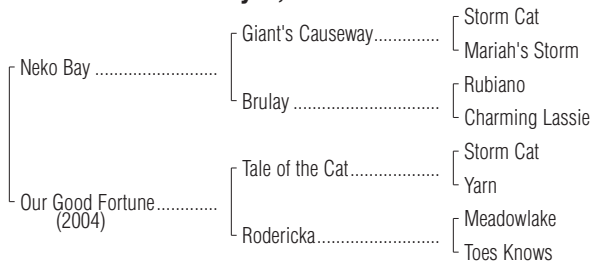 Storm Cat
Giant's Causeway
Mariah's Storm
Neko Bay
Rubiano
Brulay
Charming Lassie
Storm Cat
Tale of the Cat
Yarn
Our Good Fortune
(2004)
Meadowlake
Rodericka
Toes Knows